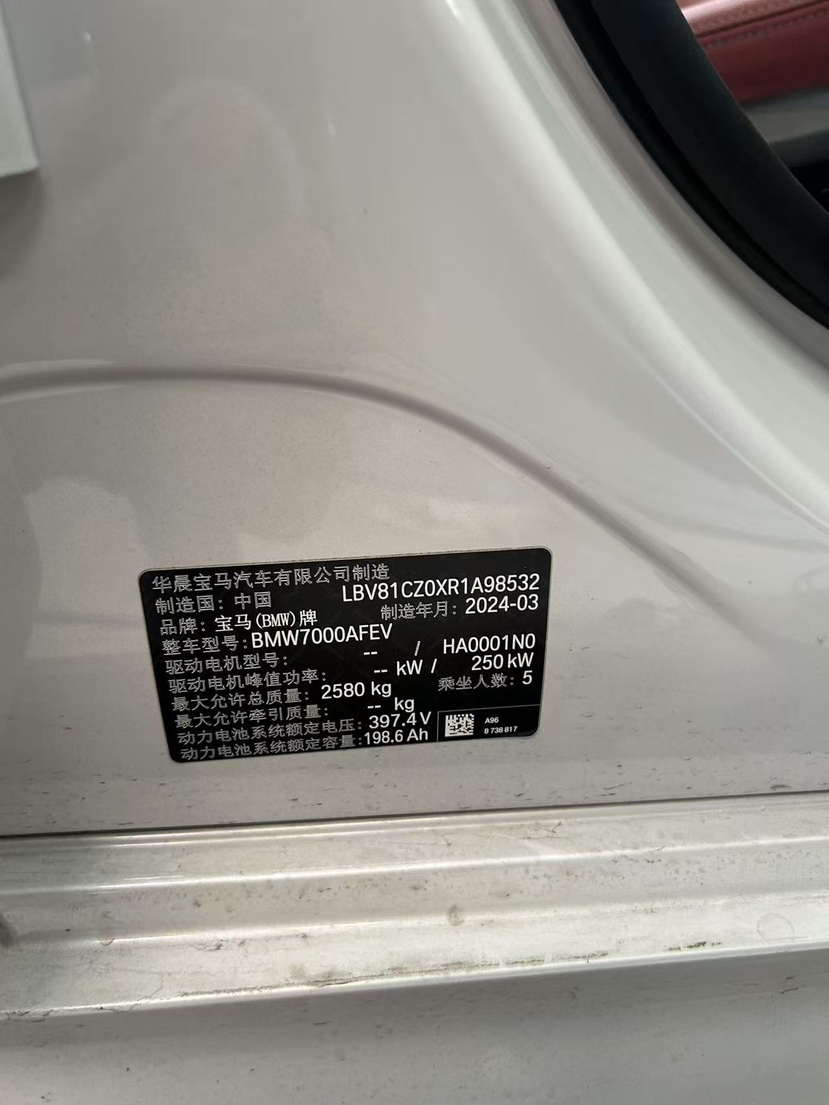 华晨宝马汽车有限公司制造
制造国: 中国 LBV81CZ0XR1A98532
品牌: 宝马(BMW)牌 制造年月: 2024-03
整车型号: BMW7000AFEV
驱动电机型号: -- / HA0001N0
驱动电机峰值功率: -- kW / 250 kW
最大允许总质量: 2580 kg 乘坐人数: 5
最大允许牵引质量: -- kg
动力电池系统额定电压: 397.4 V
动力电池系统额定容量: 198.6 Ah
A96
8 738 817